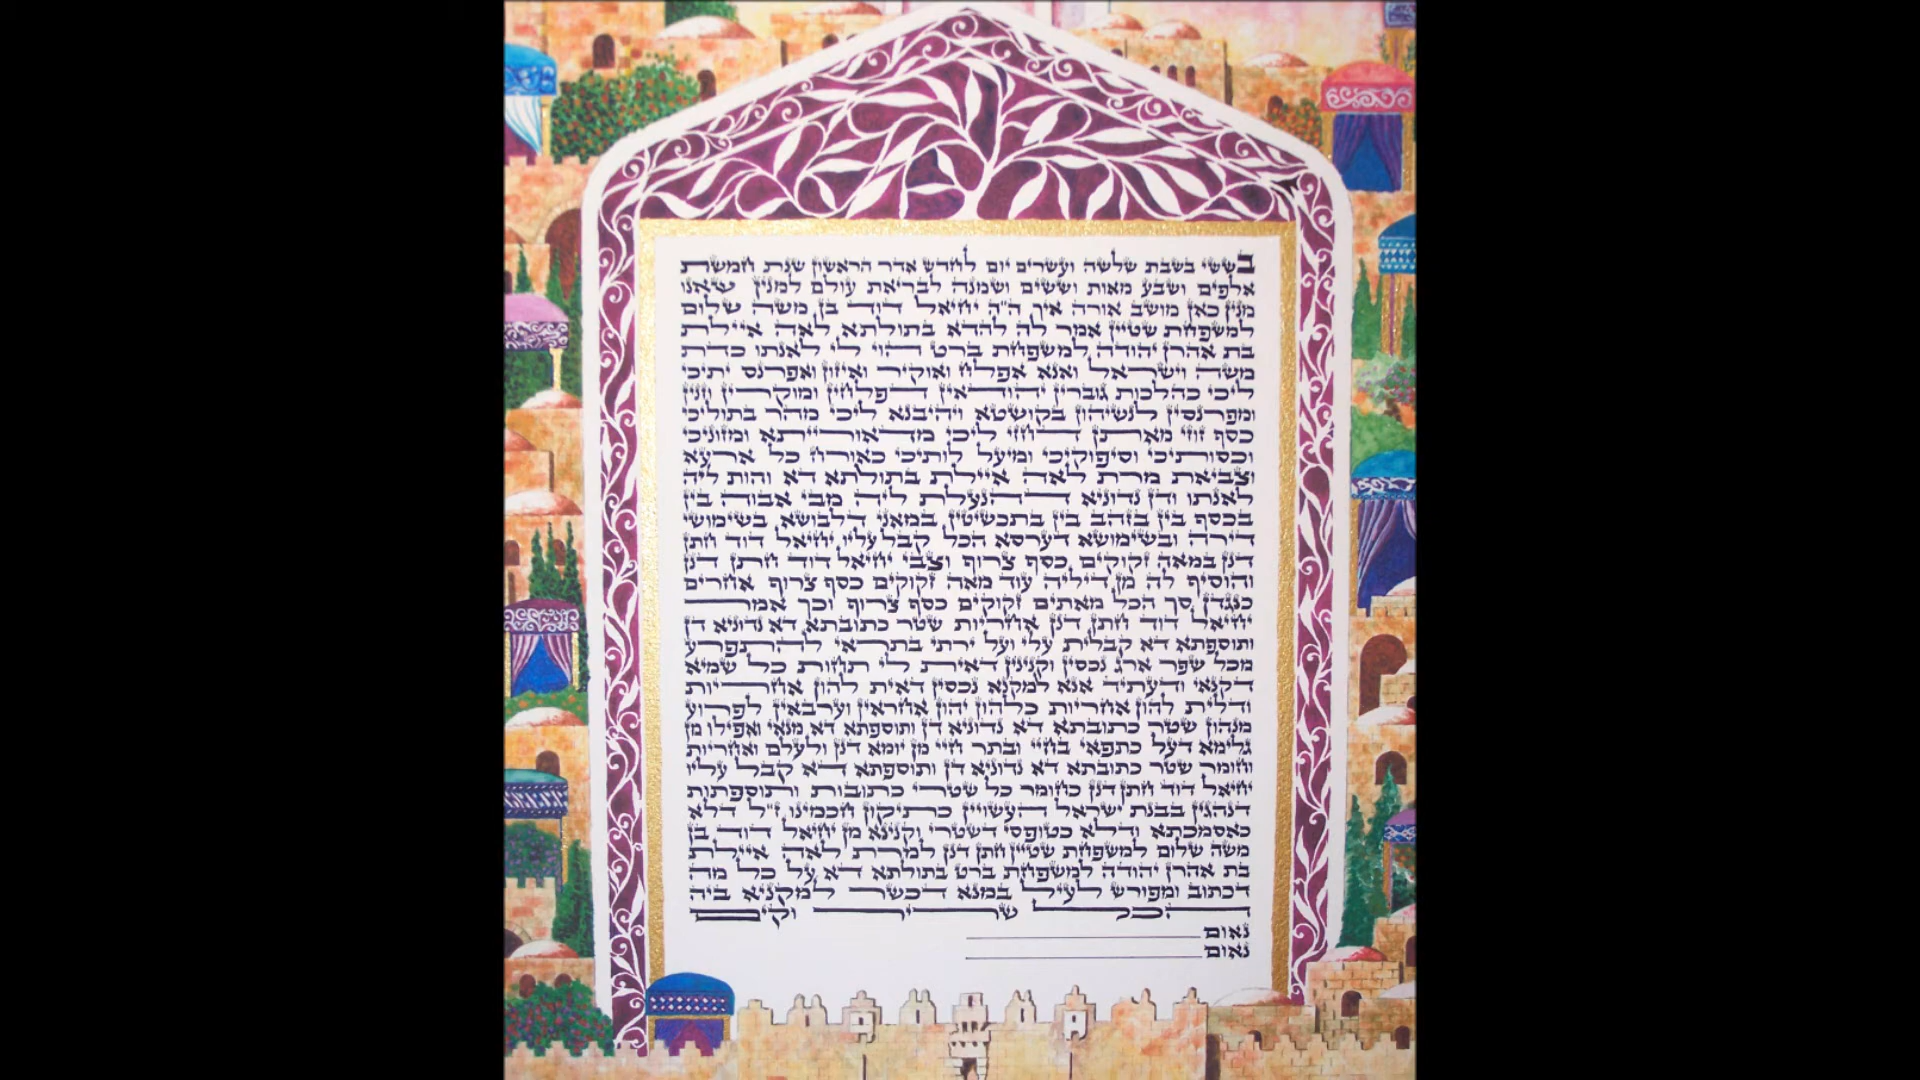 בששי בשבת שלשה ועשרים יום לחדש אדר הראשון שנת חמשת
אלפים ושבע מאות וששים ושמנה לבריאת עולם למנין שאנו
מנין כאן מושב אורה איך ה"ה יחיאל דוד בן משה שלום
למשפחת שטיין אמר לה להדא בתולתא לאה איילת
בת אהרן יהודה למשפחת ברט הוי לי לאנתו כדת
משה וישראל ואנא אפלח ואוקיר ואיזון ואפרנס יתיכי
ליכי כהלכות גוברין יהודאין דפלחין ומוקרין וזנין
ומפרנסין לנשיהון בקושטא ויהיבנא ליכי מהר בתוליכי
כסף זוזי מאתן דחזי ליכי מדאורייתא ומזוניכי
וכסותיכי וסיפוקיכי ומיעל לותיכי כאורח כל ארעא
וצביאת מרת לאה איילת בתולתא דא והות ליה
לאנתו ודן נדוניא דהנעלת ליה מבי אבוה בין
בכסף בין בזהב בין בתכשיטין במאני דלבושא בשימושי
דירה ובשימושא דערסא הכל קבל עליו יחיאל דוד חתן
דנן במאה זקוקים כסף צרוף וצבי יחיאל דוד חתן דנן
והוסיף לה מן דיליה עוד מאה זקוקים כסף צרוף אחרים
כנגדן סך הכל מאתים זקוקים כסף צרוף וכך אמר
יחיאל דוד חתן דנן אחריות שטר כתובתא דא נדוניא דן
ותוספתא דא קבלית עלי ועל ירתי בתראי להתפרע
מכל שפר ארג נכסין וקנינין דאית לי תחות כל שמיא
דקנאי ודעתיד אנא למקנא נכסין דאית להון אחריות
ודלית להון אחריות כלהון יהון אחראין וערבאין לפרוע
מנהון שטר כתובתא דא נדוניא דן ותוספתא דא מנאי ואפילו מן
גלימא דעל כתפאי בחיי ובתר חיי מן יומא דנן ולעלם ואחריות
וחומר שטר כתובתא דא נדוניא דן ותוספתא דא קבל עליו
יחיאל דוד חתן דנן כחומר כל שטרי כתובות ותוספתות
דנהגין בבנת ישראל העשויין כתיקון חכמינו ז"ל דלא
כאסמכתא ודלא כטופסי דשטרי וקנינא מן יחיאל דוד בן
משה שלום למשפחת שטיין חתן דנן למרת לאה איילת
בת אהרן יהודה למשפחת ברט בתולתא דא על כל מה
דכתוב ומפורש לעיל במנא דכשר למקניא ביה
הכל שריר וקים
נאום
נאום